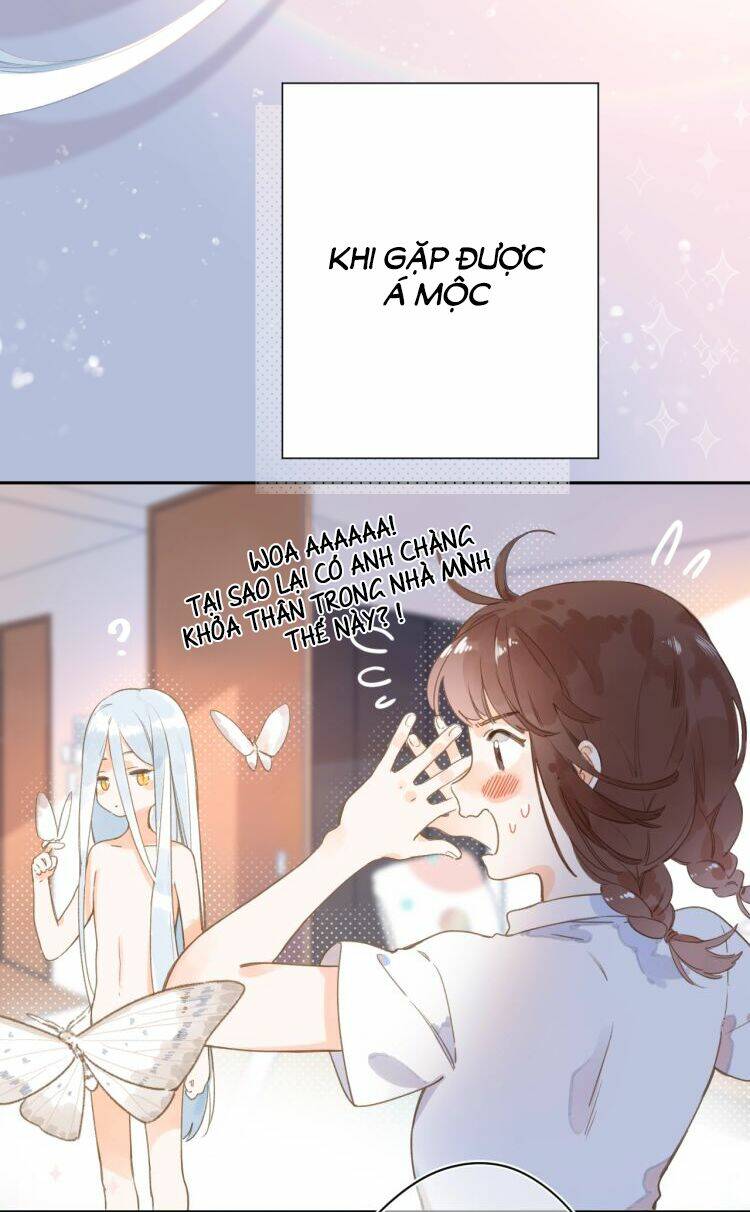 KHI GẶP ĐƯỢC
Á MỘC
WOA AAAAAA!
TẠI SAO LẠI CÓ ANH CHÀNG
KHỎA THÂN TRONG NHÀ MÌNH
THẾ NÀY?!
?